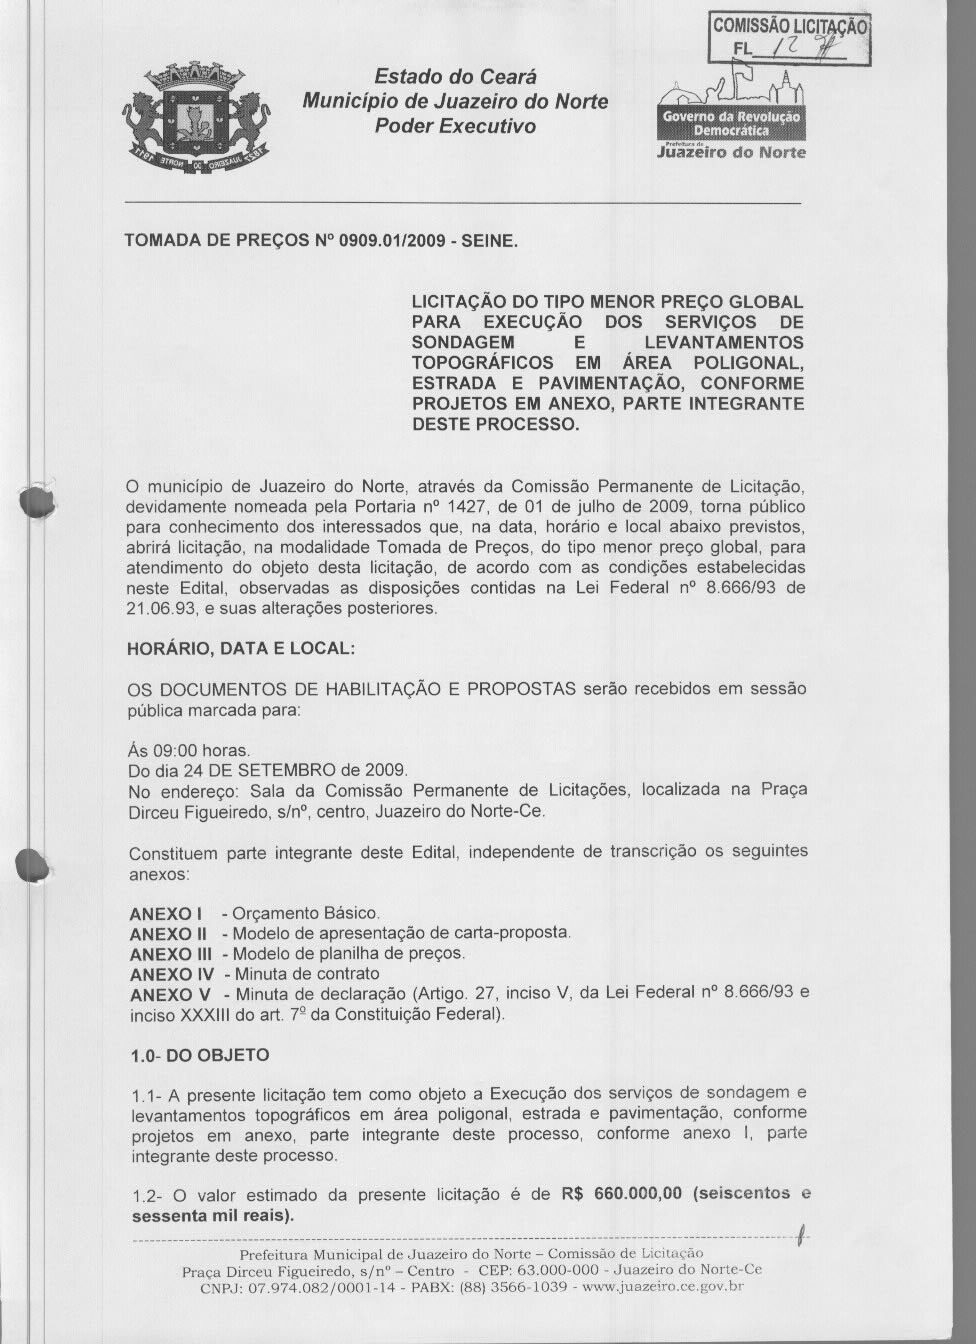 COMISSÃO LICITAÇÃO
FL 12
Estado do Ceará
Município de Juazeiro do Norte
Poder Executivo
Governo da Revolução
Democrática
Prefeitura de
Juazeiro do Norte
TOMADA DE PREÇOS Nº 0909.01/2009 - SEINE.
LICITAÇÃO DO TIPO MENOR PREÇO GLOBAL
PARA EXECUÇÃO DOS SERVIÇOS DE
SONDAGEM E LEVANTAMENTOS
TOPOGRÁFICOS EM ÁREA POLIGONAL,
ESTRADA E PAVIMENTAÇÃO, CONFORME
PROJETOS EM ANEXO, PARTE INTEGRANTE
DESTE PROCESSO.
O município de Juazeiro do Norte, através da Comissão Permanente de Licitação,
devidamente nomeada pela Portaria nº 1427, de 01 de julho de 2009, torna público
para conhecimento dos interessados que, na data, horário e local abaixo previstos,
abrirá licitação, na modalidade Tomada de Preços, do tipo menor preço global, para
atendimento do objeto desta licitação, de acordo com as condições estabelecidas
neste Edital, observadas as disposições contidas na Lei Federal nº 8.666/93 de
21.06.93, e suas alterações posteriores.
HORÁRIO, DATA E LOCAL:
OS DOCUMENTOS DE HABILITAÇÃO E PROPOSTAS serão recebidos em sessão
pública marcada para:
Ás 09:00 horas.
Do dia 24 DE SETEMBRO de 2009.
No endereço: Sala da Comissão Permanente de Licitações, localizada na Praça
Dirceu Figueiredo, s/nº, centro, Juazeiro do Norte-Ce.
Constituem parte integrante deste Edital, independente de transcrição os seguintes
anexos:
ANEXO I - Orçamento Básico.
ANEXO II - Modelo de apresentação de carta-proposta.
ANEXO III - Modelo de planilha de preços.
ANEXO IV - Minuta de contrato
ANEXO V - Minuta de declaração (Artigo. 27, inciso V, da Lei Federal nº 8.666/93 e
inciso XXXIII do art. 7º da Constituição Federal).
1.0- DO OBJETO
1.1- A presente licitação tem como objeto a Execução dos serviços de sondagem e
levantamentos topográficos em área poligonal, estrada e pavimentação, conforme
projetos em anexo, parte integrante deste processo, conforme anexo I, parte
integrante deste processo.
1.2- O valor estimado da presente licitação é de R$ 660.000,00 (seiscentos e
sessenta mil reais).
Prefeitura Municipal de Juazeiro do Norte – Comissão de Licitação
Praça Dirceu Figueiredo, s/nº – Centro - CEP: 63.000-000 - Juazeiro do Norte-Ce
CNPJ: 07.974.082/0001-14 - PABX: (88) 3566-1039 - www.juazeiro.ce.gov.br